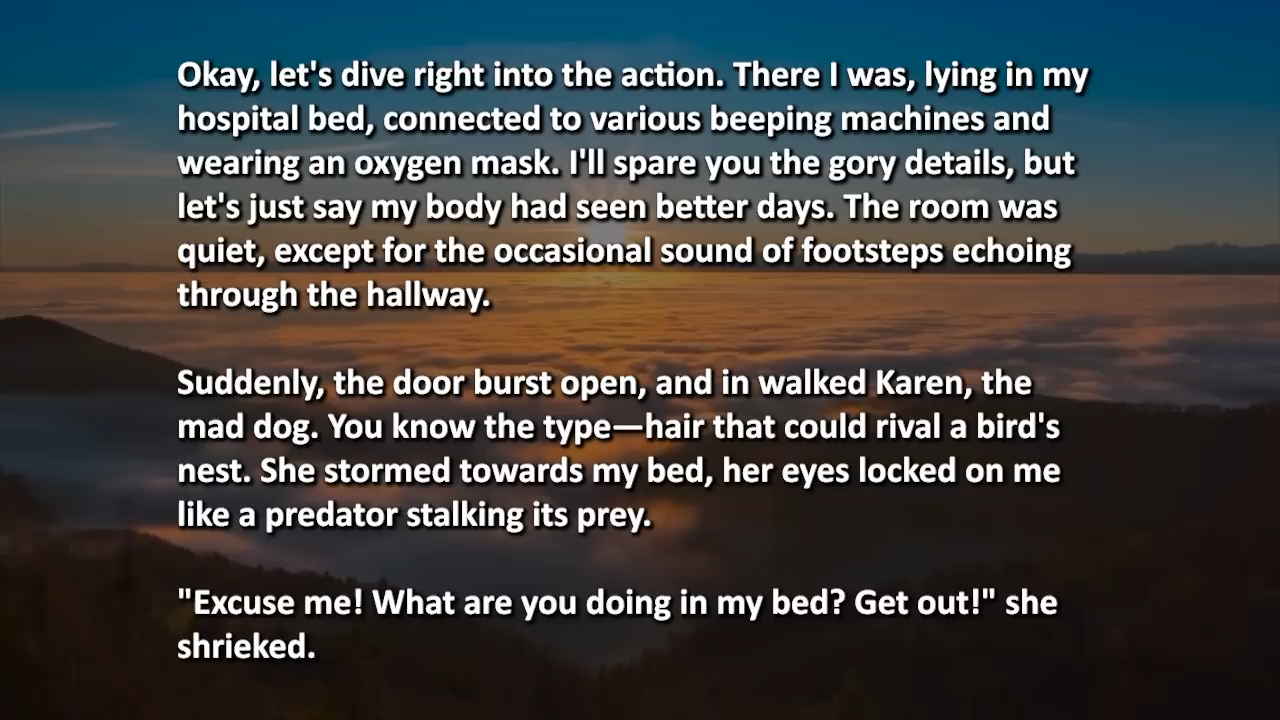 Okay, let's dive right into the action. There I was, lying in my
hospital bed, connected to various beeping machines and
wearing an oxygen mask. I'll spare you the gory details, but
let's just say my body had seen better days. The room was
quiet, except for the occasional sound of footsteps echoing
through the hallway.
Suddenly, the door burst open, and in walked Karen, the
mad dog. You know the type—hair that could rival a bird's
nest. She stormed towards my bed, her eyes locked on me
like a predator stalking its prey.
"Excuse me! What are you doing in my bed? Get out!" she
shrieked.